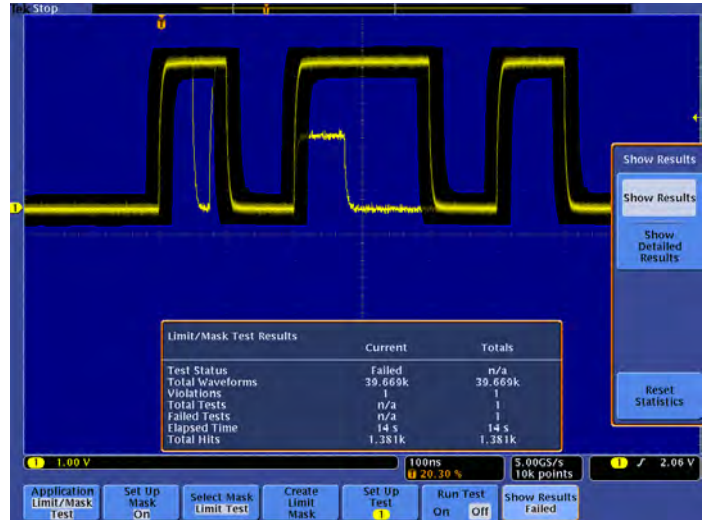 Tek Stop
T
T
1
Show Results
Show Results
Show
Detailed
Results
Reset
Statistics
Limit/Mask Test Results
Current Totals
Test Status Failed n/a
Total Waveforms 39.669k 39.669k
Violations 1 1
Total Tests n/a 1
Failed Tests n/a 1
Elapsed Time 14 s 14 s
Total Hits 1.381k 1.381k
1 1.00 V
100ns
T 20.30 %
5.00GS/s
10k points
1 2.06 V
Application
Limit/Mask
Test
Set Up
Mask
On
Select Mask
Limit Test
Create
Limit
Mask
Set Up
Test
1
Run Test
On Off
Show Results
Failed